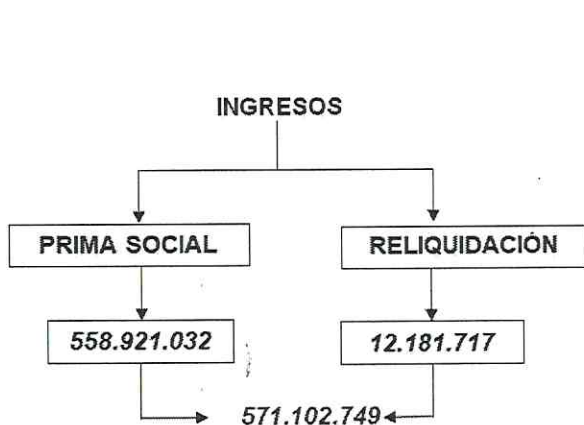 INGRESOS
PRIMA SOCIAL
RELIQUIDACIÓN
558.921.032
12.181.717
571.102.749